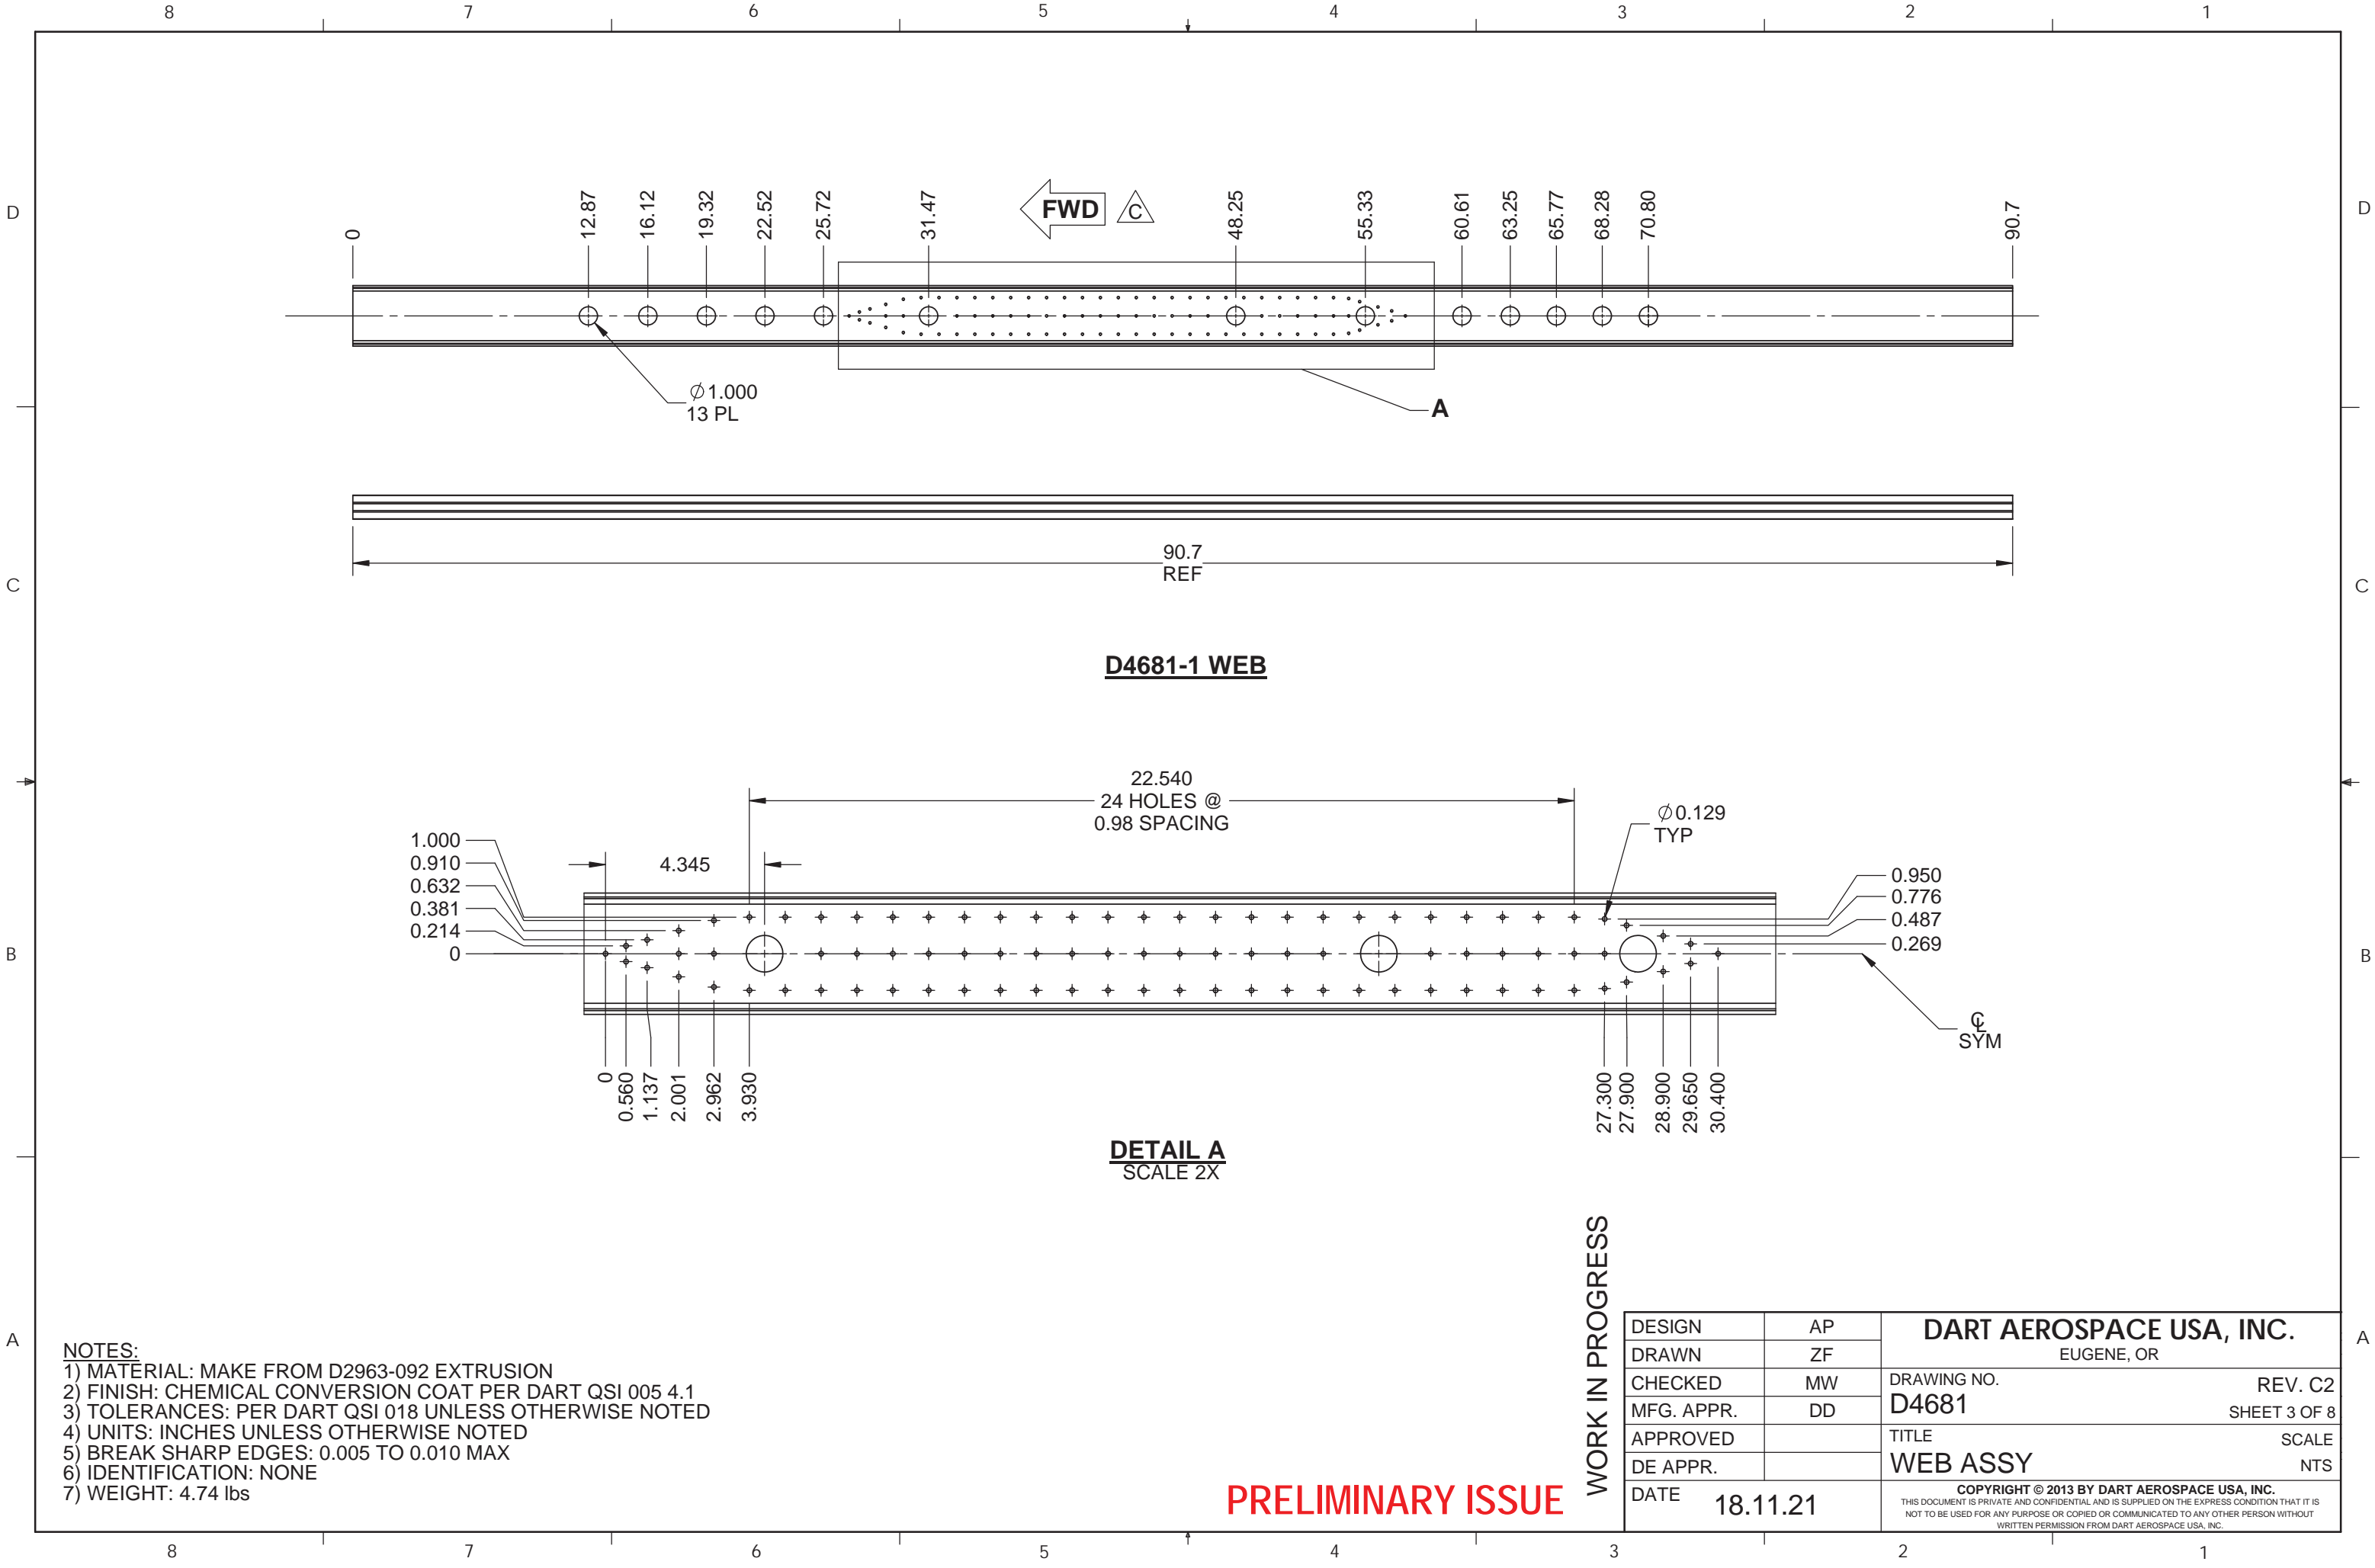 8 7 6 5 4 3 2 1
D D
0
12.87
16.12
19.32
22.52
25.72
31.47
FWD
C
48.25
55.33
60.61
63.25
65.77
68.28
70.80
90.7
∅1.000
13 PL
A
C C
90.7
REF
D4681-1 WEB
22.540
24 HOLES @
0.98 SPACING
4.345
1.000
0.910
0.632
0.381
0.214
0
∅0.129
TYP
0.950
0.776
0.487
0.269
B B
℄
SYM
0
0.560
1.137
2.001
2.962
3.930
27.300
27.900
28.900
29.650
30.400
DETAIL A
SCALE 2X
A A
NOTES:
1) MATERIAL: MAKE FROM D2963-092 EXTRUSION
2) FINISH: CHEMICAL CONVERSION COAT PER DART QSI 005 4.1
3) TOLERANCES: PER DART QSI 018 UNLESS OTHERWISE NOTED
4) UNITS: INCHES UNLESS OTHERWISE NOTED
5) BREAK SHARP EDGES: 0.005 TO 0.010 MAX
6) IDENTIFICATION: NONE
7) WEIGHT: 4.74 lbs
PRELIMINARY ISSUE
WORK IN PROGRESS
DESIGN AP
DRAWN ZF
CHECKED MW
MFG. APPR. DD
APPROVED
DE APPR.
DATE 18.11.21
DART AEROSPACE USA, INC.
EUGENE, OR
DRAWING NO. REV. C2
D4681 SHEET 3 OF 8
TITLE SCALE
WEB ASSY NTS
COPYRIGHT © 2013 BY DART AEROSPACE USA, INC.
THIS DOCUMENT IS PRIVATE AND CONFIDENTIAL AND IS SUPPLIED ON THE EXPRESS CONDITION THAT IT IS
NOT TO BE USED FOR ANY PURPOSE OR COPIED OR COMMUNICATED TO ANY OTHER PERSON WITHOUT
WRITTEN PERMISSION FROM DART AEROSPACE USA, INC.
8 7 6 5 4 3 2 1